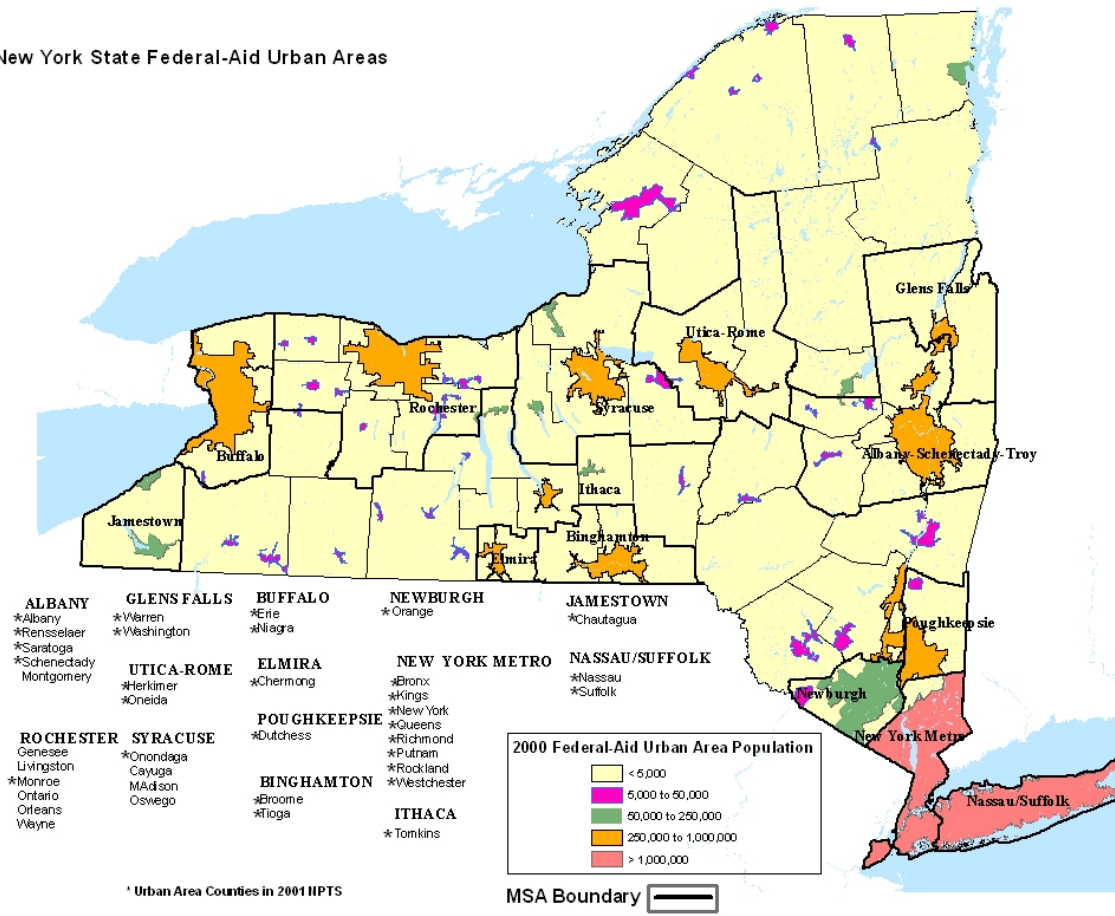 New York State Federal-Aid Urban Areas
Glens Falls
Utica-Rome
Rochester
Syracuse
Buffalo
Albany-Schenectady-Troy
Ithaca
Jamestown
Binghamton
Elmira
Poughkeepsie
Newburgh
New York Metro
Nassau/Suffolk
ALBANY
*Albany
*Rensselaer
*Saratoga
*Schenectady
Montgomery
GLENS FALLS
*Warren
*Washington
UTICA-ROME
*Herkimer
*Oneida
BUFFALO
*Erie
*Niagra
ELMIRA
*Chermong
POUGHKEEPSIE
*Dutchess
BINGHAMTON
*Broome
*Tioga
NEWBURGH
* Orange
NEW YORK METRO
*Bronx
*Kings
*New York
*Queens
*Richmond
*Putnam
*Rockland
*Westchester
ITHACA
* Tomkins
JAMESTOWN
*Chautagua
NASSAU/SUFFOLK
*Nassau
*Suffolk
ROCHESTER
Genesee
Livingston
*Monroe
Ontario
Orleans
Wayne
SYRACUSE
*Onondaga
Cayuga
MAdison
Oswego
2000 Federal-Aid Urban Area Population
< 5,000
5,000 to 50,000
50,000 to 250,000
250,000 to 1,000,000
> 1,000,000
* Urban Area Counties in 2001 NPTS
MSA Boundary